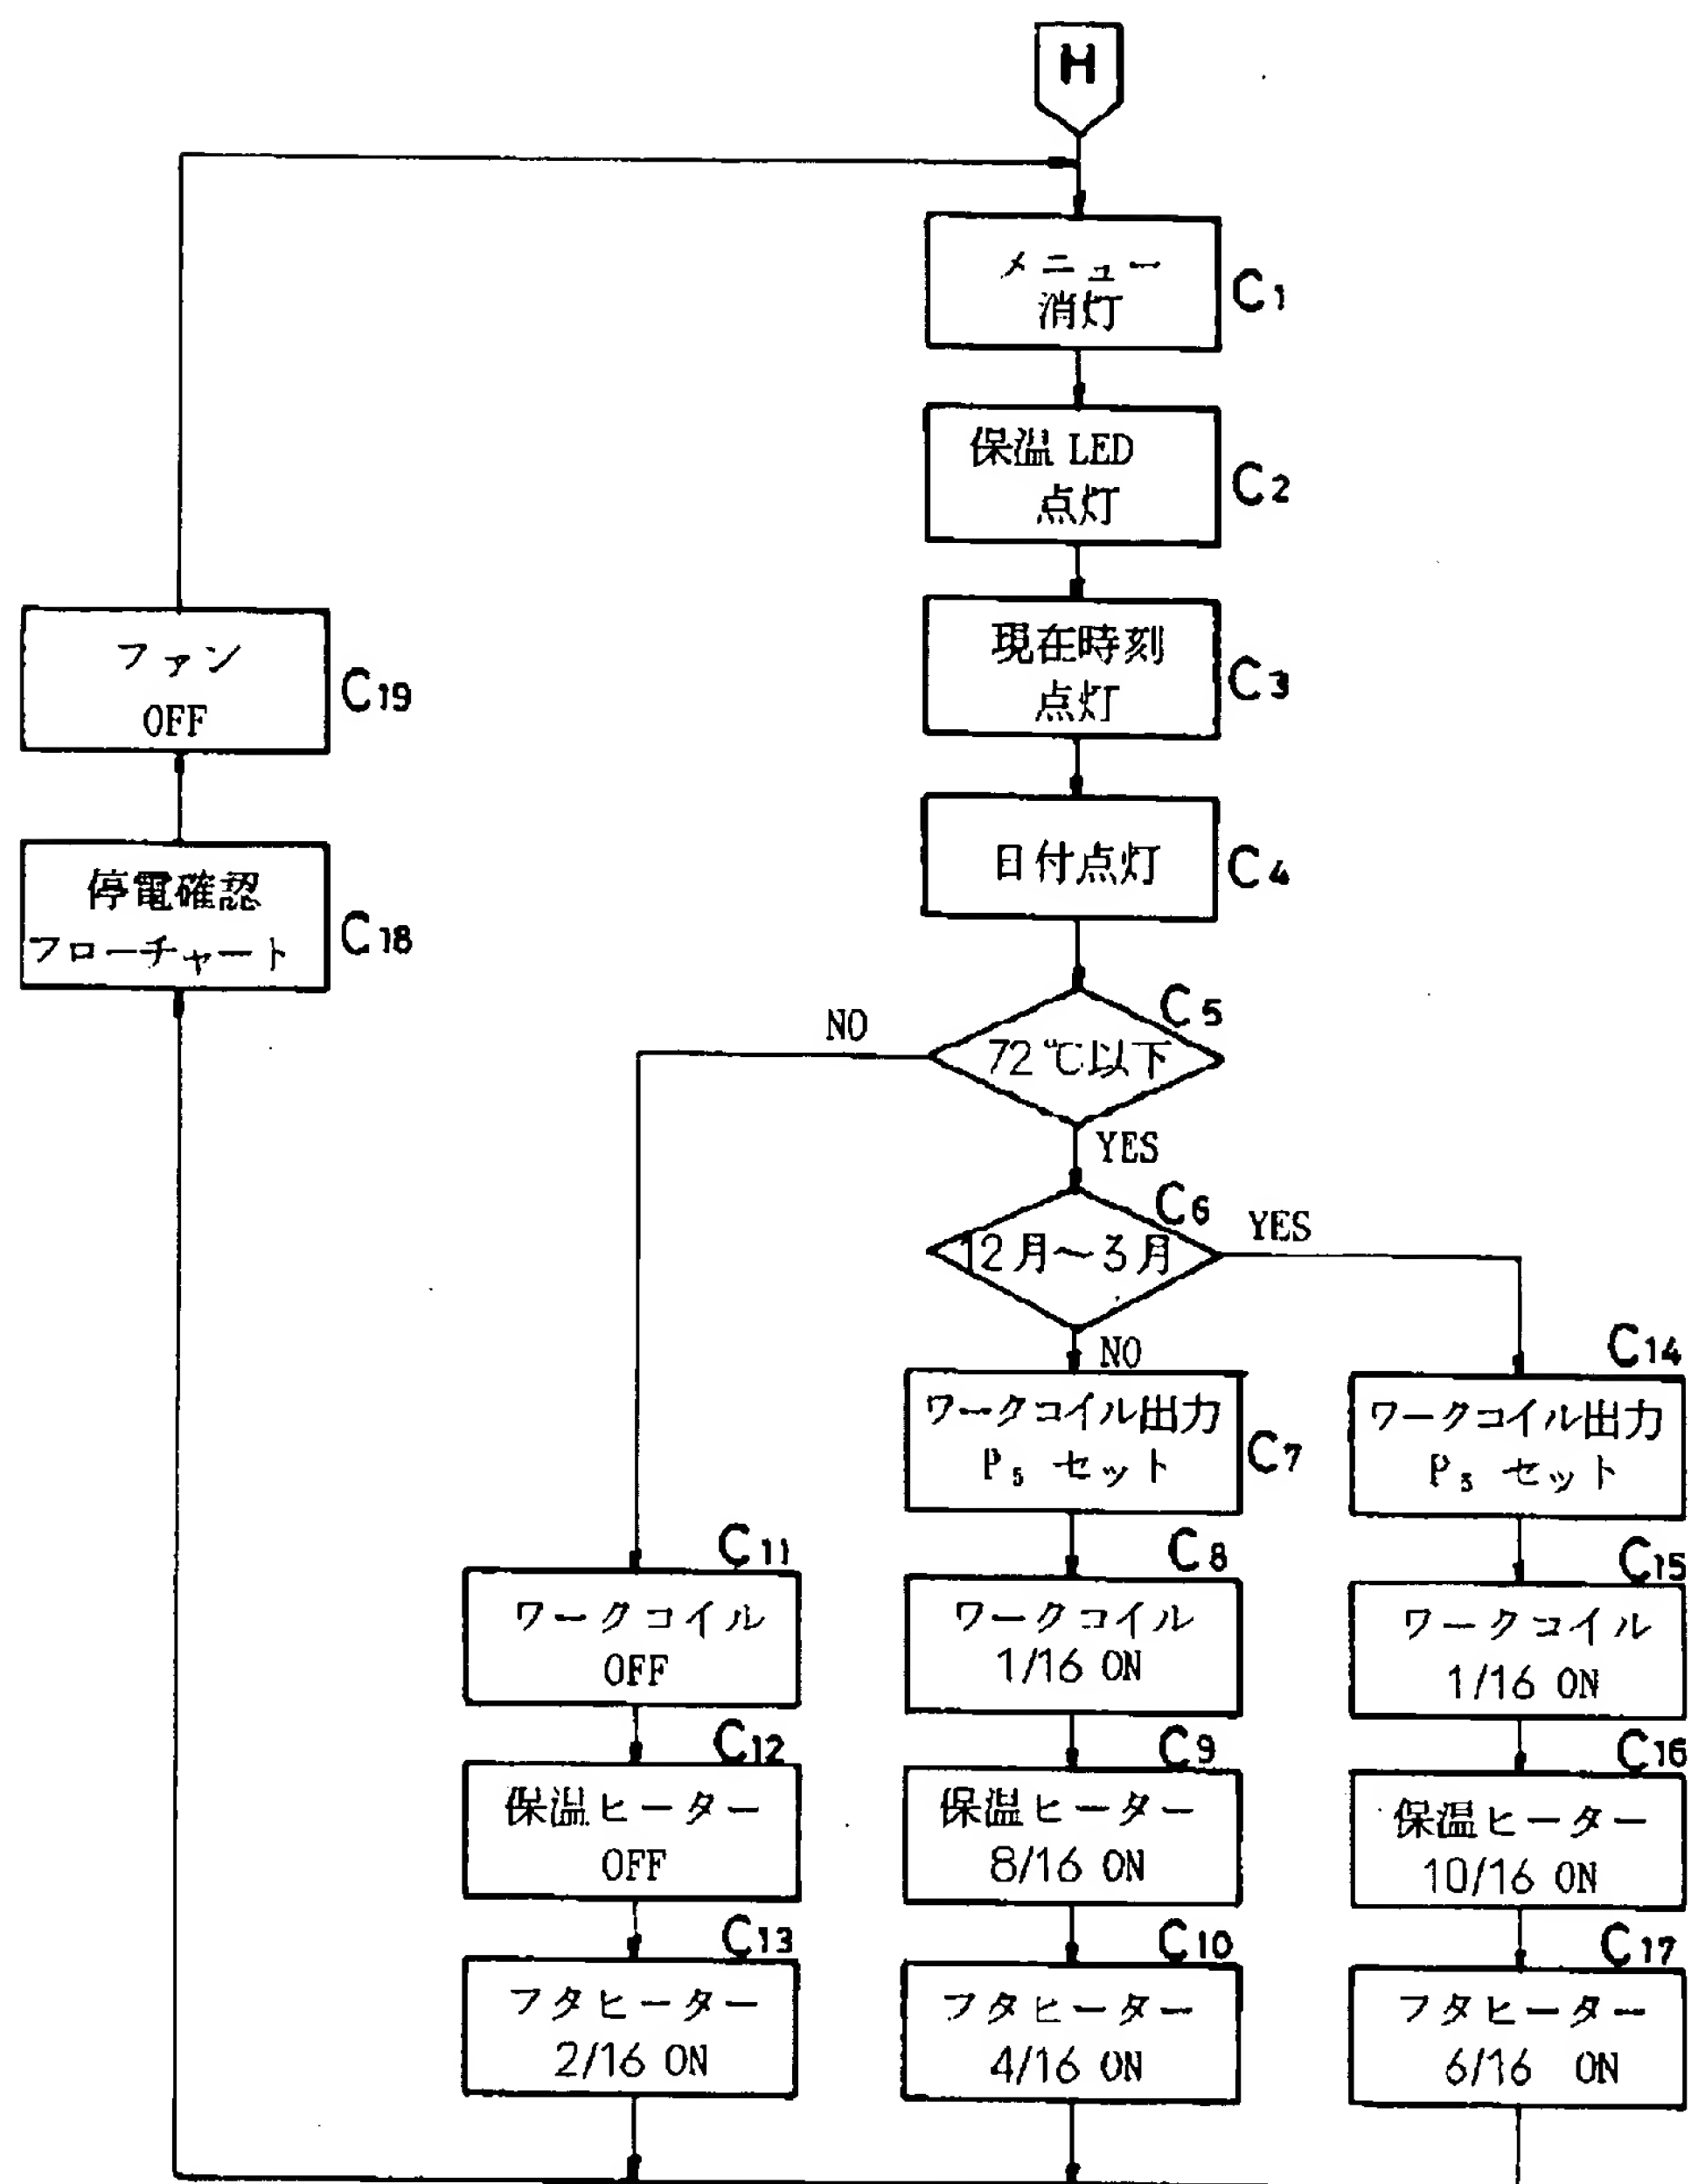 H
メニュー
消灯
C1
保温 LED
点灯
C2
現在時刻
点灯
C3
日付点灯
C4
ファン
OFF
C19
停電確認
フローチャート
C18
C5
72℃以下
NO
YES
C6
12月~3月
YES
NO
ワークコイル出力
P5 セット
C7
C8
ワークコイル
1/16 ON
C9
保温ヒーター
8/16 ON
C10
フタヒーター
4/16 ON
C11
ワークコイル
OFF
C12
保温ヒーター
OFF
C13
フタヒーター
2/16 ON
C14
ワークコイル出力
セット
C15
ワークコイル
1/16 ON
C16
保温ヒーター
10/16 ON
C17
フタヒーター
6/16 ON